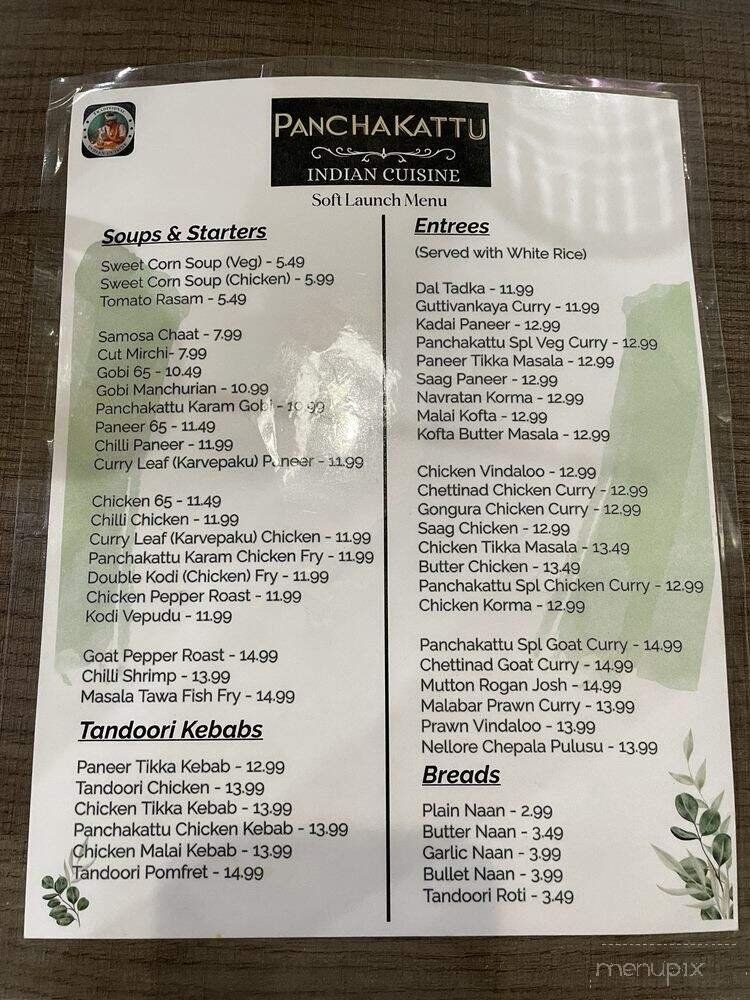 PANCHAKATTU
INDIAN CUISINE
Soft Launch Menu
Soups & Starters
Sweet Corn Soup (Veg) - 5.49
Sweet Corn Soup (Chicken) - 5.99
Tomato Rasam - 5.49
Samosa Chaat - 7.99
Cut Mirchi- 7.99
Gobi 65 - 10.49
Gobi Manchurian - 10.99
Panchakattu Karam Gobi - 10.99
Paneer 65 - 11.49
Chilli Paneer - 11.99
Curry Leaf (Karvepaku) Paneer - 11.99
Chicken 65 - 11.49
Chilli Chicken - 11.99
Curry Leaf (Karvepaku) Chicken - 11.99
Panchakattu Karam Chicken Fry - 11.99
Double Kodi (Chicken) Fry - 11.99
Chicken Pepper Roast - 11.99
Kodi Vepudu - 11.99
Goat Pepper Roast - 14.99
Chilli Shrimp - 13.99
Masala Tawa Fish Fry - 14.99
Tandoori Kebabs
Paneer Tikka Kebab - 12.99
Tandoori Chicken - 13.99
Chicken Tikka Kebab - 13.99
Panchakattu Chicken Kebab - 13.99
Chicken Malai Kebab - 13.99
Tandoori Pomfret - 14.99
Entrees
(Served with White Rice)
Dal Tadka - 11.99
Guttivankaya Curry - 11.99
Kadai Paneer - 12.99
Panchakattu Spl Veg Curry - 12.99
Paneer Tikka Masala - 12.99
Saag Paneer - 12.99
Navratan Korma - 12.99
Malai Kofta - 12.99
Kofta Butter Masala - 12.99
Chicken Vindaloo - 12.99
Chettinad Chicken Curry - 12.99
Gongura Chicken Curry - 12.99
Saag Chicken - 12.99
Chicken Tikka Masala - 13.49
Butter Chicken - 13.49
Panchakattu Spl Chicken Curry - 12.99
Chicken Korma - 12.99
Panchakattu Spl Goat Curry - 14.99
Chettinad Goat Curry - 14.99
Mutton Rogan Josh - 14.99
Malabar Prawn Curry - 13.99
Prawn Vindaloo - 13.99
Nellore Chepala Pulusu - 13.99
Breads
Plain Naan - 2.99
Butter Naan - 3.49
Garlic Naan - 3.99
Bullet Naan - 3.99
Tandoori Roti - 3.49
menupix